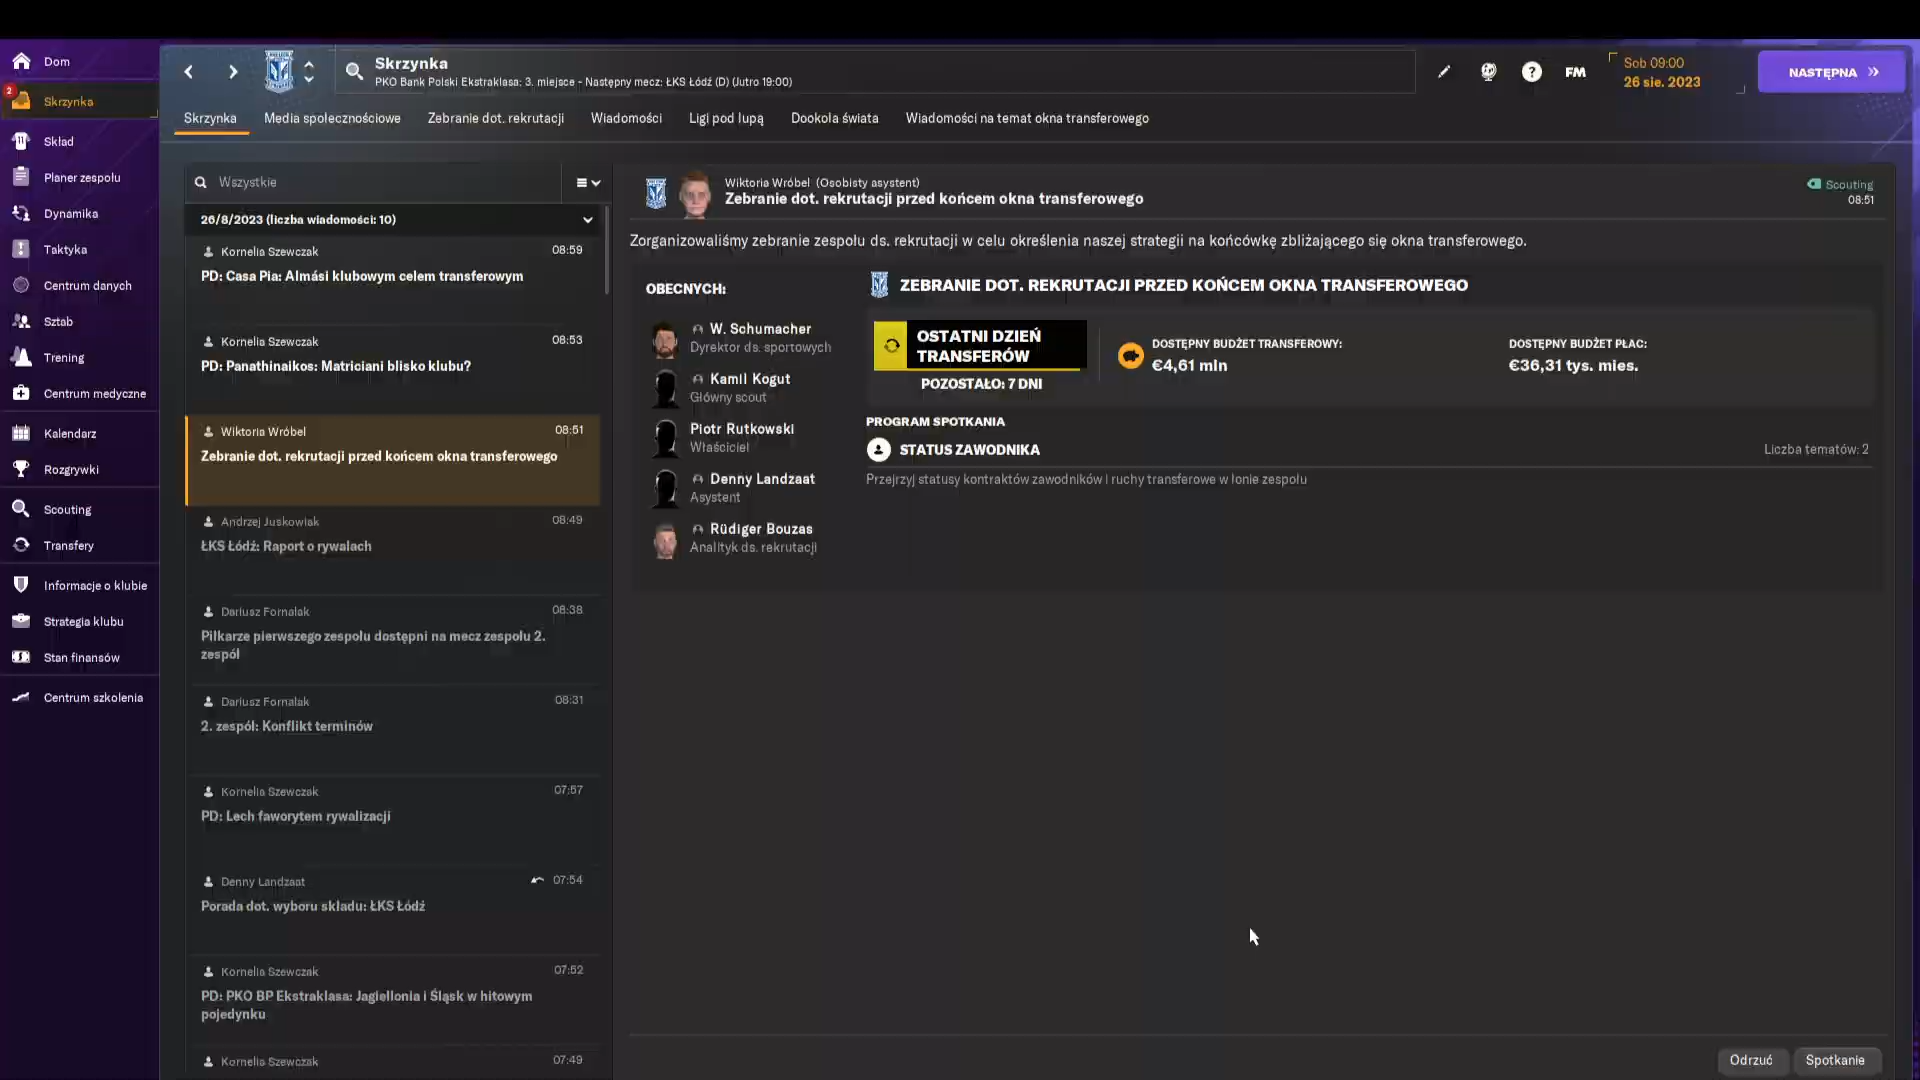 Dom
2
Skrzynka
Skład
Planer zespołu
Dynamika
Taktyka
Centrum danych
Sztab
Trening
Centrum medyczne
Kalendarz
Rozgrywki
Scouting
Transfery
Informacje o klubie
Strategia klubu
Stan finansów
Centrum szkolenia
Skrzynka
PKO Bank Polski Ekstraklasa: 3. miejsce - Następny mecz: ŁKS Łódź (D) (Jutro 19:00)
FM
Sob 09:00
26 sie. 2023
NASTĘPNA
Skrzynka
Media społecznościowe
Zebranie dot. rekrutacji
Wiadomości
Ligi pod lupą
Dookoła świata
Wiadomości na temat okna transferowego
Wszystkie
26/8/2023 (liczba wiadomości: 10)
Kornelia Szewczak 08:59
PD: Casa Pia: Almási klubowym celem transferowym
Kornelia Szewczak 08:53
PD: Panathinaikos: Matriciani blisko klubu?
Wiktoria Wróbel 08:51
Zebranie dot. rekrutacji przed końcem okna transferowego
Andrzej Juskowiak 08:49
ŁKS Łódź: Raport o rywalach
Dariusz Fornalak 08:38
Piłkarze pierwszego zespołu dostępni na mecz zespołu 2.
zespół
Dariusz Fornalak 08:31
2. zespół: Konflikt terminów
Kornelia Szewczak 07:57
PD: Lech faworytem rywalizacji
Denny Landzaat 07:54
Porada dot. wyboru składu: ŁKS Łódź
Kornelia Szewczak 07:52
PD: PKO BP Ekstraklasa: Jagiellonia i Śląsk w hitowym
pojedynku
Kornelia Szewczak 07:49
Wiktoria Wróbel (Osobisty asystent)
Zebranie dot. rekrutacji przed końcem okna transferowego
Scouting
08:51
Zorganizowaliśmy zebranie zespołu ds. rekrutacji w celu określenia naszej strategii na końcówkę zbliżającego się okna transferowego.
OBECNYCH:
W. Schumacher
Dyrektor ds. sportowych
Kamil Kogut
Główny scout
Piotr Rutkowski
Właściciel
Denny Landzaat
Asystent
Rüdiger Bouzas
Analityk ds. rekrutacji
ZEBRANIE DOT. REKRUTACJI PRZED KOŃCEM OKNA TRANSFEROWEGO
OSTATNI DZIEŃ
TRANSFERÓW
POZOSTAŁO: 7 DNI
DOSTĘPNY BUDŻET TRANSFEROWY:
€4,61 mln
DOSTĘPNY BUDŻET PŁAC:
€36,31 tys. mies.
PROGRAM SPOTKANIA
STATUS ZAWODNIKA
Liczba tematów: 2
Przejrzyj statusy kontraktów zawodników i ruchy transferowe w łonie zespołu
Odrzuć
Spotkanie